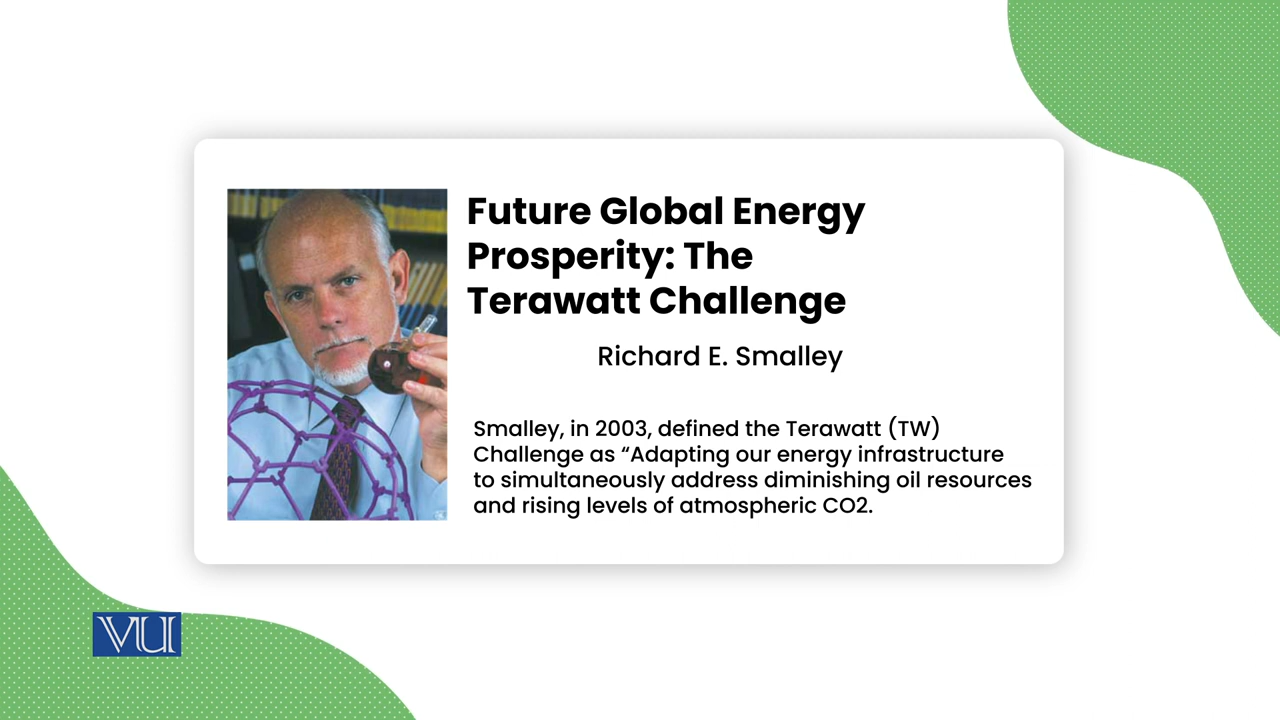 Future Global Energy
Prosperity: The
Terawatt Challenge
Richard E. Smalley
Smalley, in 2003, defined the Terawatt (TW)
Challenge as “Adapting our energy infrastructure
to simultaneously address diminishing oil resources
and rising levels of atmospheric CO2.
VU